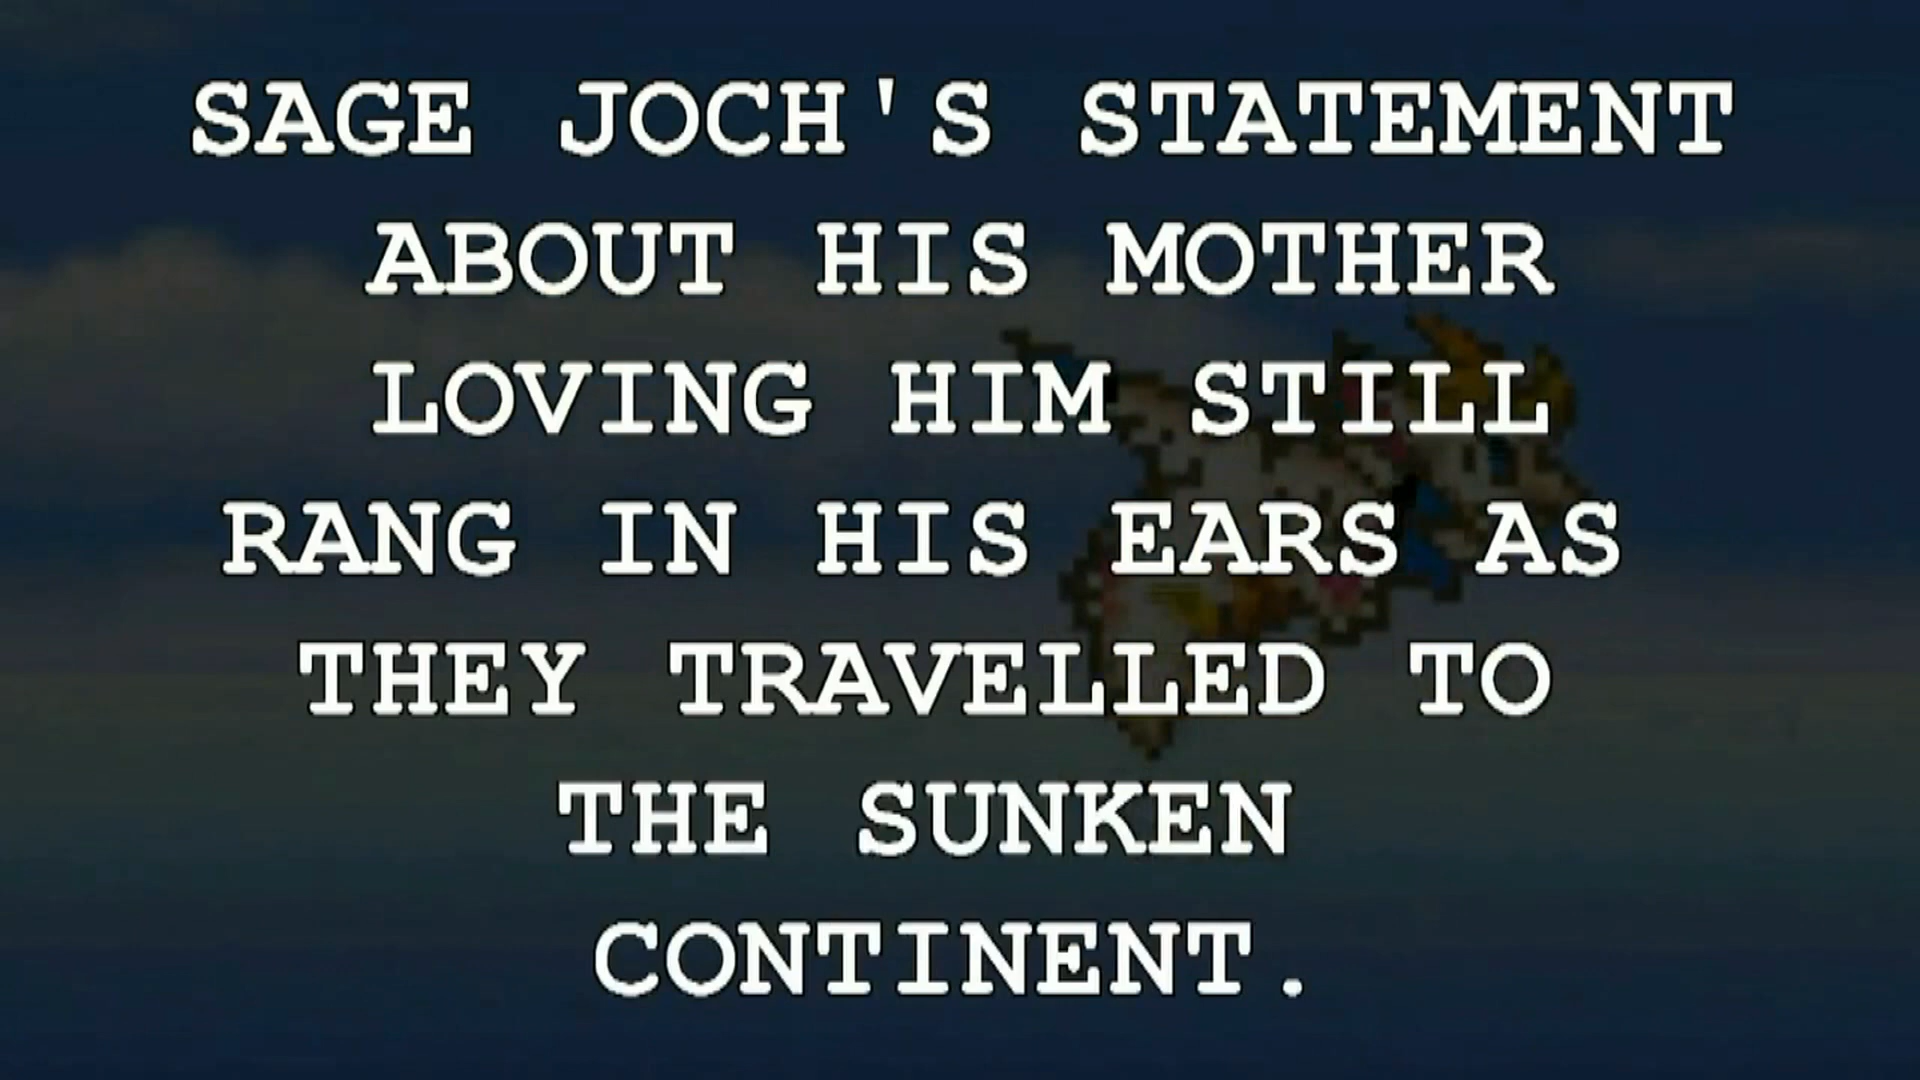 SAGE JOCH'S STATEMENT
ABOUT HIS MOTHER
LOVING HIM STILL
RANG IN HIS EARS AS
THEY TRAVELLED TO
THE SUNKEN
CONTINENT.